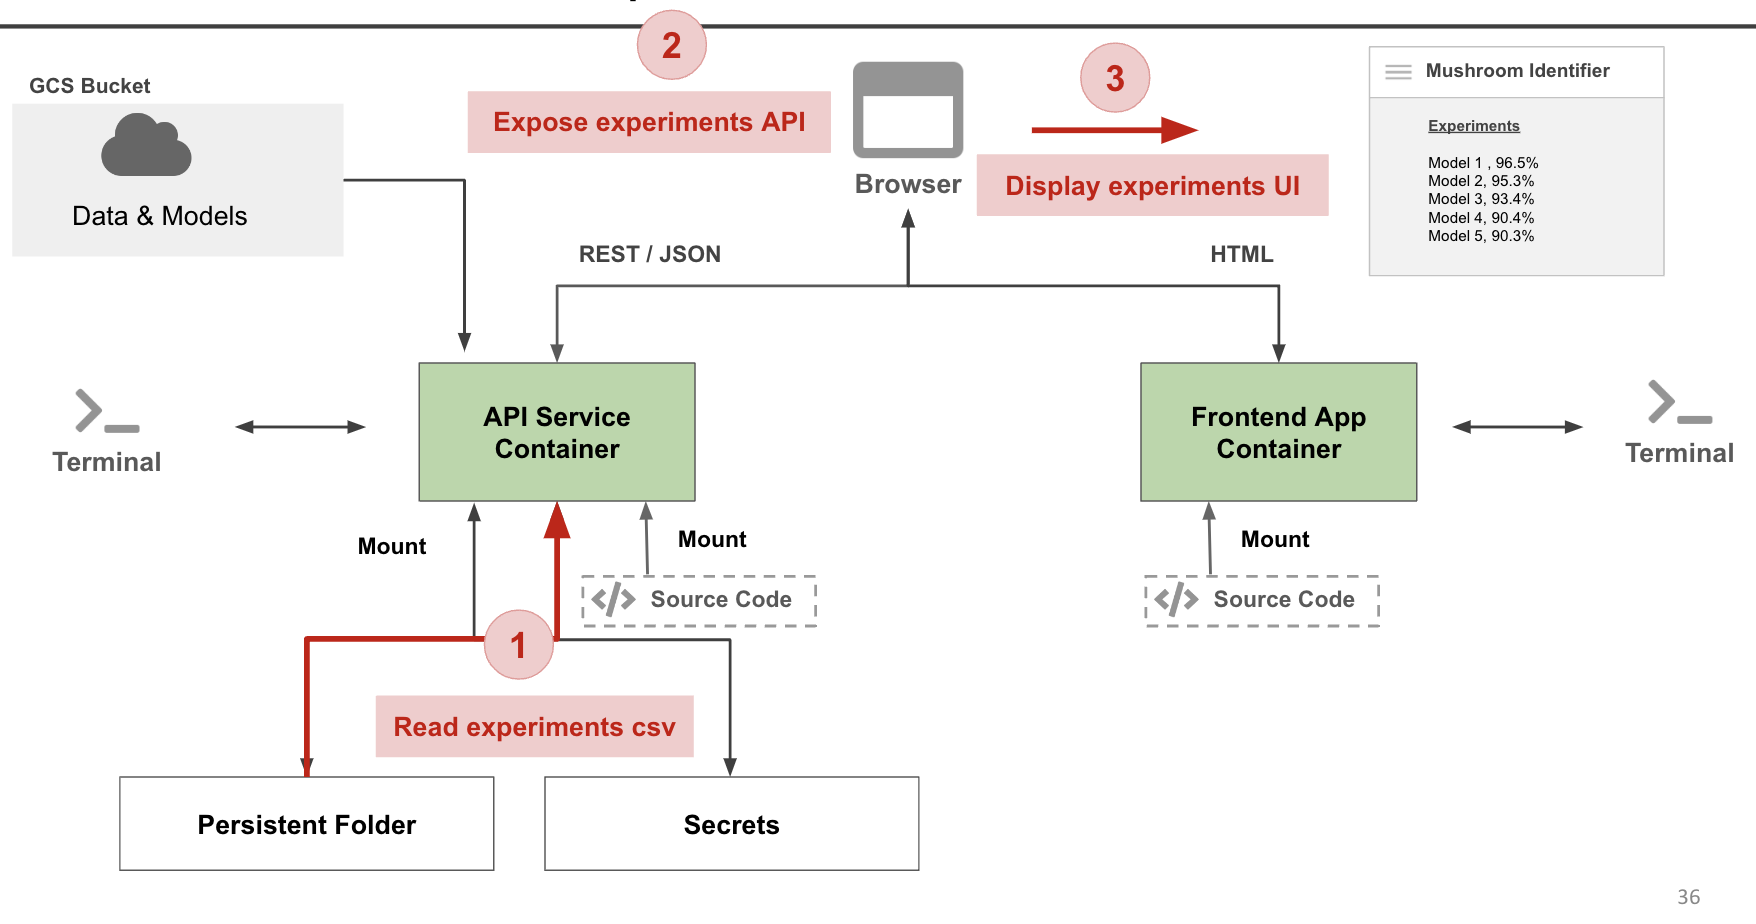 2
3
GCS Bucket
Mushroom Identifier
Expose experiments API
Experiments
Data & Models
Browser
Display experiments UI
Model 1 , 96.5%
Model 2, 95.3%
Model 3, 93.4%
Model 4, 90.4%
Model 5, 90.3%
REST / JSON
HTML
Terminal
API Service
Container
Frontend App
Container
Terminal
Mount
Mount
Mount
Source Code
Source Code
1
Read experiments csv
Persistent Folder
Secrets
36